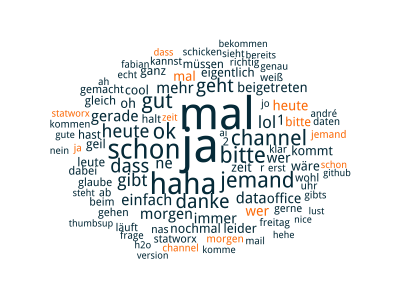 bekommen
dass schicken sieht bereits
fabian kannst müssen richtig
echt ganz eigentlich genau
ah mal weiß
gemacht cool mehr geht beigetreten
gleich oh gut mal jo heute
statworx gerade halt zeit lol 1 bitte andré
kommen heute ok ja aj 2 channel daten jemand
gute hast schon bitte klar kommt
nein ja geil wer
leute dass ne zeit r erst wäre schon
dabei gibt haha jemand wohl github
glaube uhr
steht ab einfach danke dataoffice gibts
beim
gehen morgen immer wer gerne lust
thumbsup läuft nas nochmal leider freitag nice
frage statworx morgen mail hehe
h2o channel komme
version